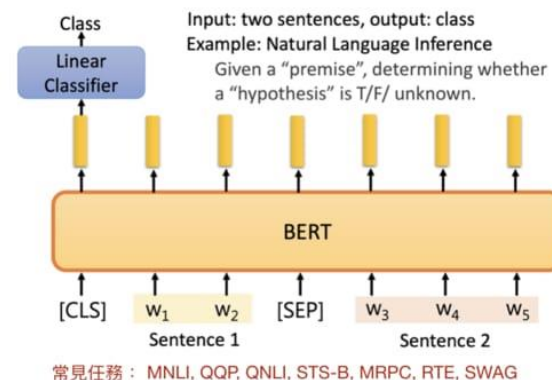 Class
Linear
Classifier
Input: two sentences, output: class
Example: Natural Language Inference
Given a “premise”, determining whether
a “hypothesis” is T/F/ unknown.
BERT
[CLS] w₁ w₂ [SEP] w₃ w₄ w₅
Sentence 1 Sentence 2
常見任務： MNLI, QQP, QNLI, STS-B, MRPC, RTE, SWAG